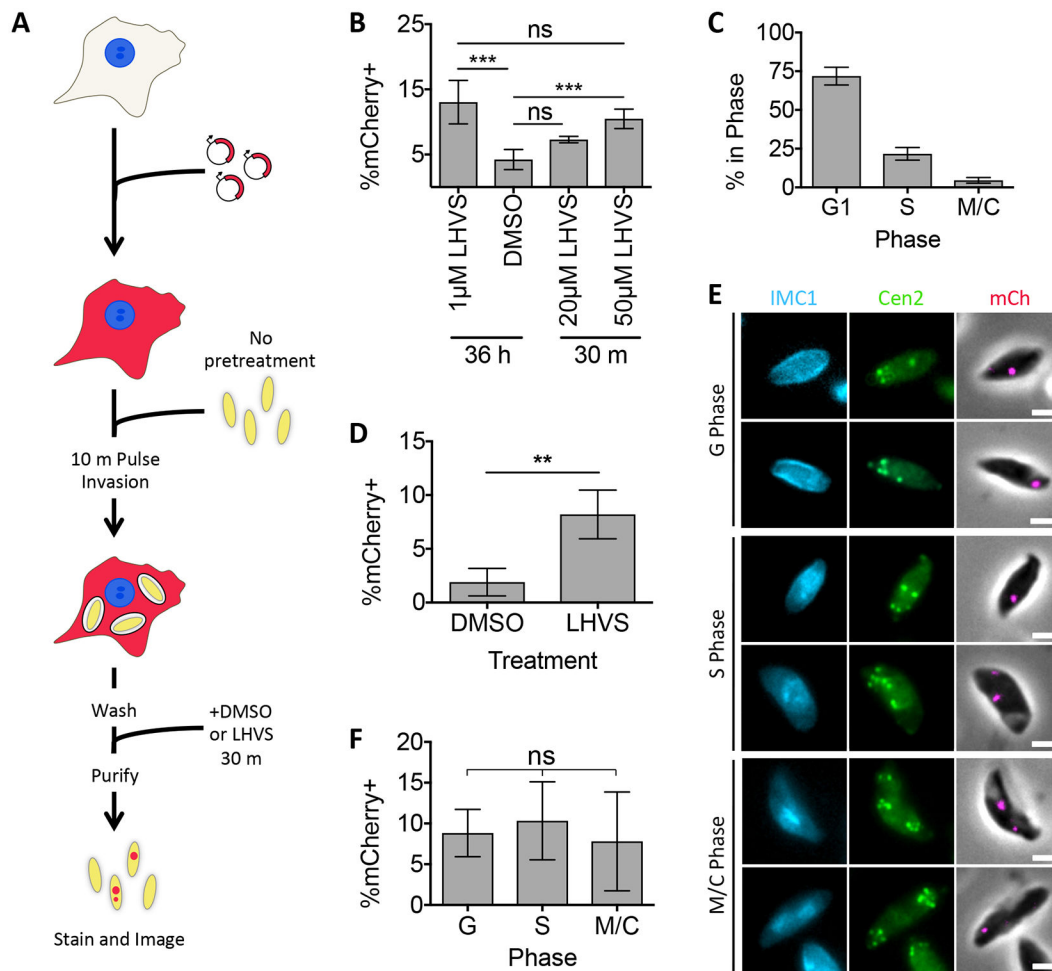 A
No
pretreatment
10 m Pulse
Invasion
Wash
+DMSO
or LHVS
30 m
Purify
Stain and Image
B
%mCherry+
25
15
5
ns
***
***
ns
1µM LHVS
DMSO
20µM LHVS
50µM LHVS
36 h
30 m
C
% in Phase
100
75
50
25
0
G1
S
M/C
Phase
D
%mCherry+
15
10
5
0
**
DMSO
LHVS
Treatment
E
IMC1
Cen2
mCh
G Phase
S Phase
M/C Phase
F
%mCherry+
20
15
10
5
0
ns
G
S
M/C
Phase